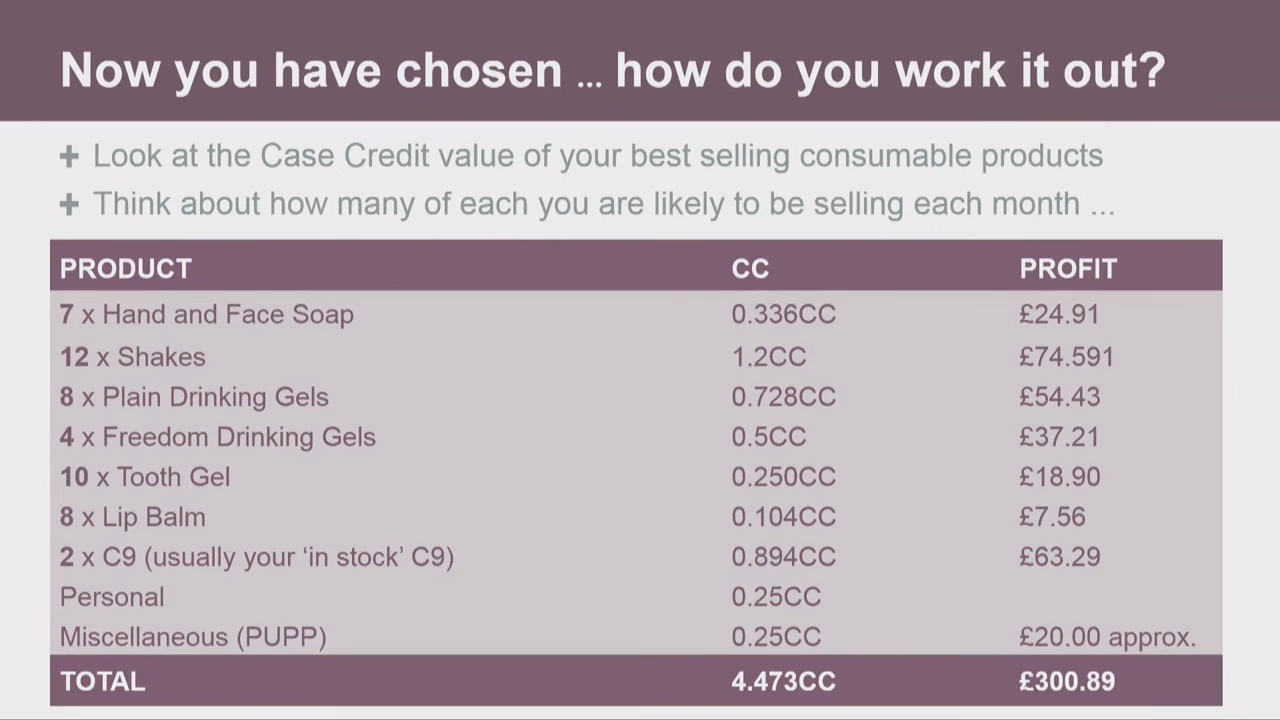 Now you have chosen ... how do you work it out?
+ Look at the Case Credit value of your best selling consumable products
+ Think about how many of each you are likely to be selling each month ...
PRODUCT CC PROFIT
7 x Hand and Face Soap 0.336CC £24.91
12 x Shakes 1.2CC £74.591
8 x Plain Drinking Gels 0.728CC £54.43
4 x Freedom Drinking Gels 0.5CC £37.21
10 x Tooth Gel 0.250CC £18.90
8 x Lip Balm 0.104CC £7.56
2 x C9 (usually your ‘in stock’ C9) 0.894CC £63.29
Personal 0.25CC
Miscellaneous (PUPP) 0.25CC £20.00 approx.
TOTAL 4.473CC £300.89